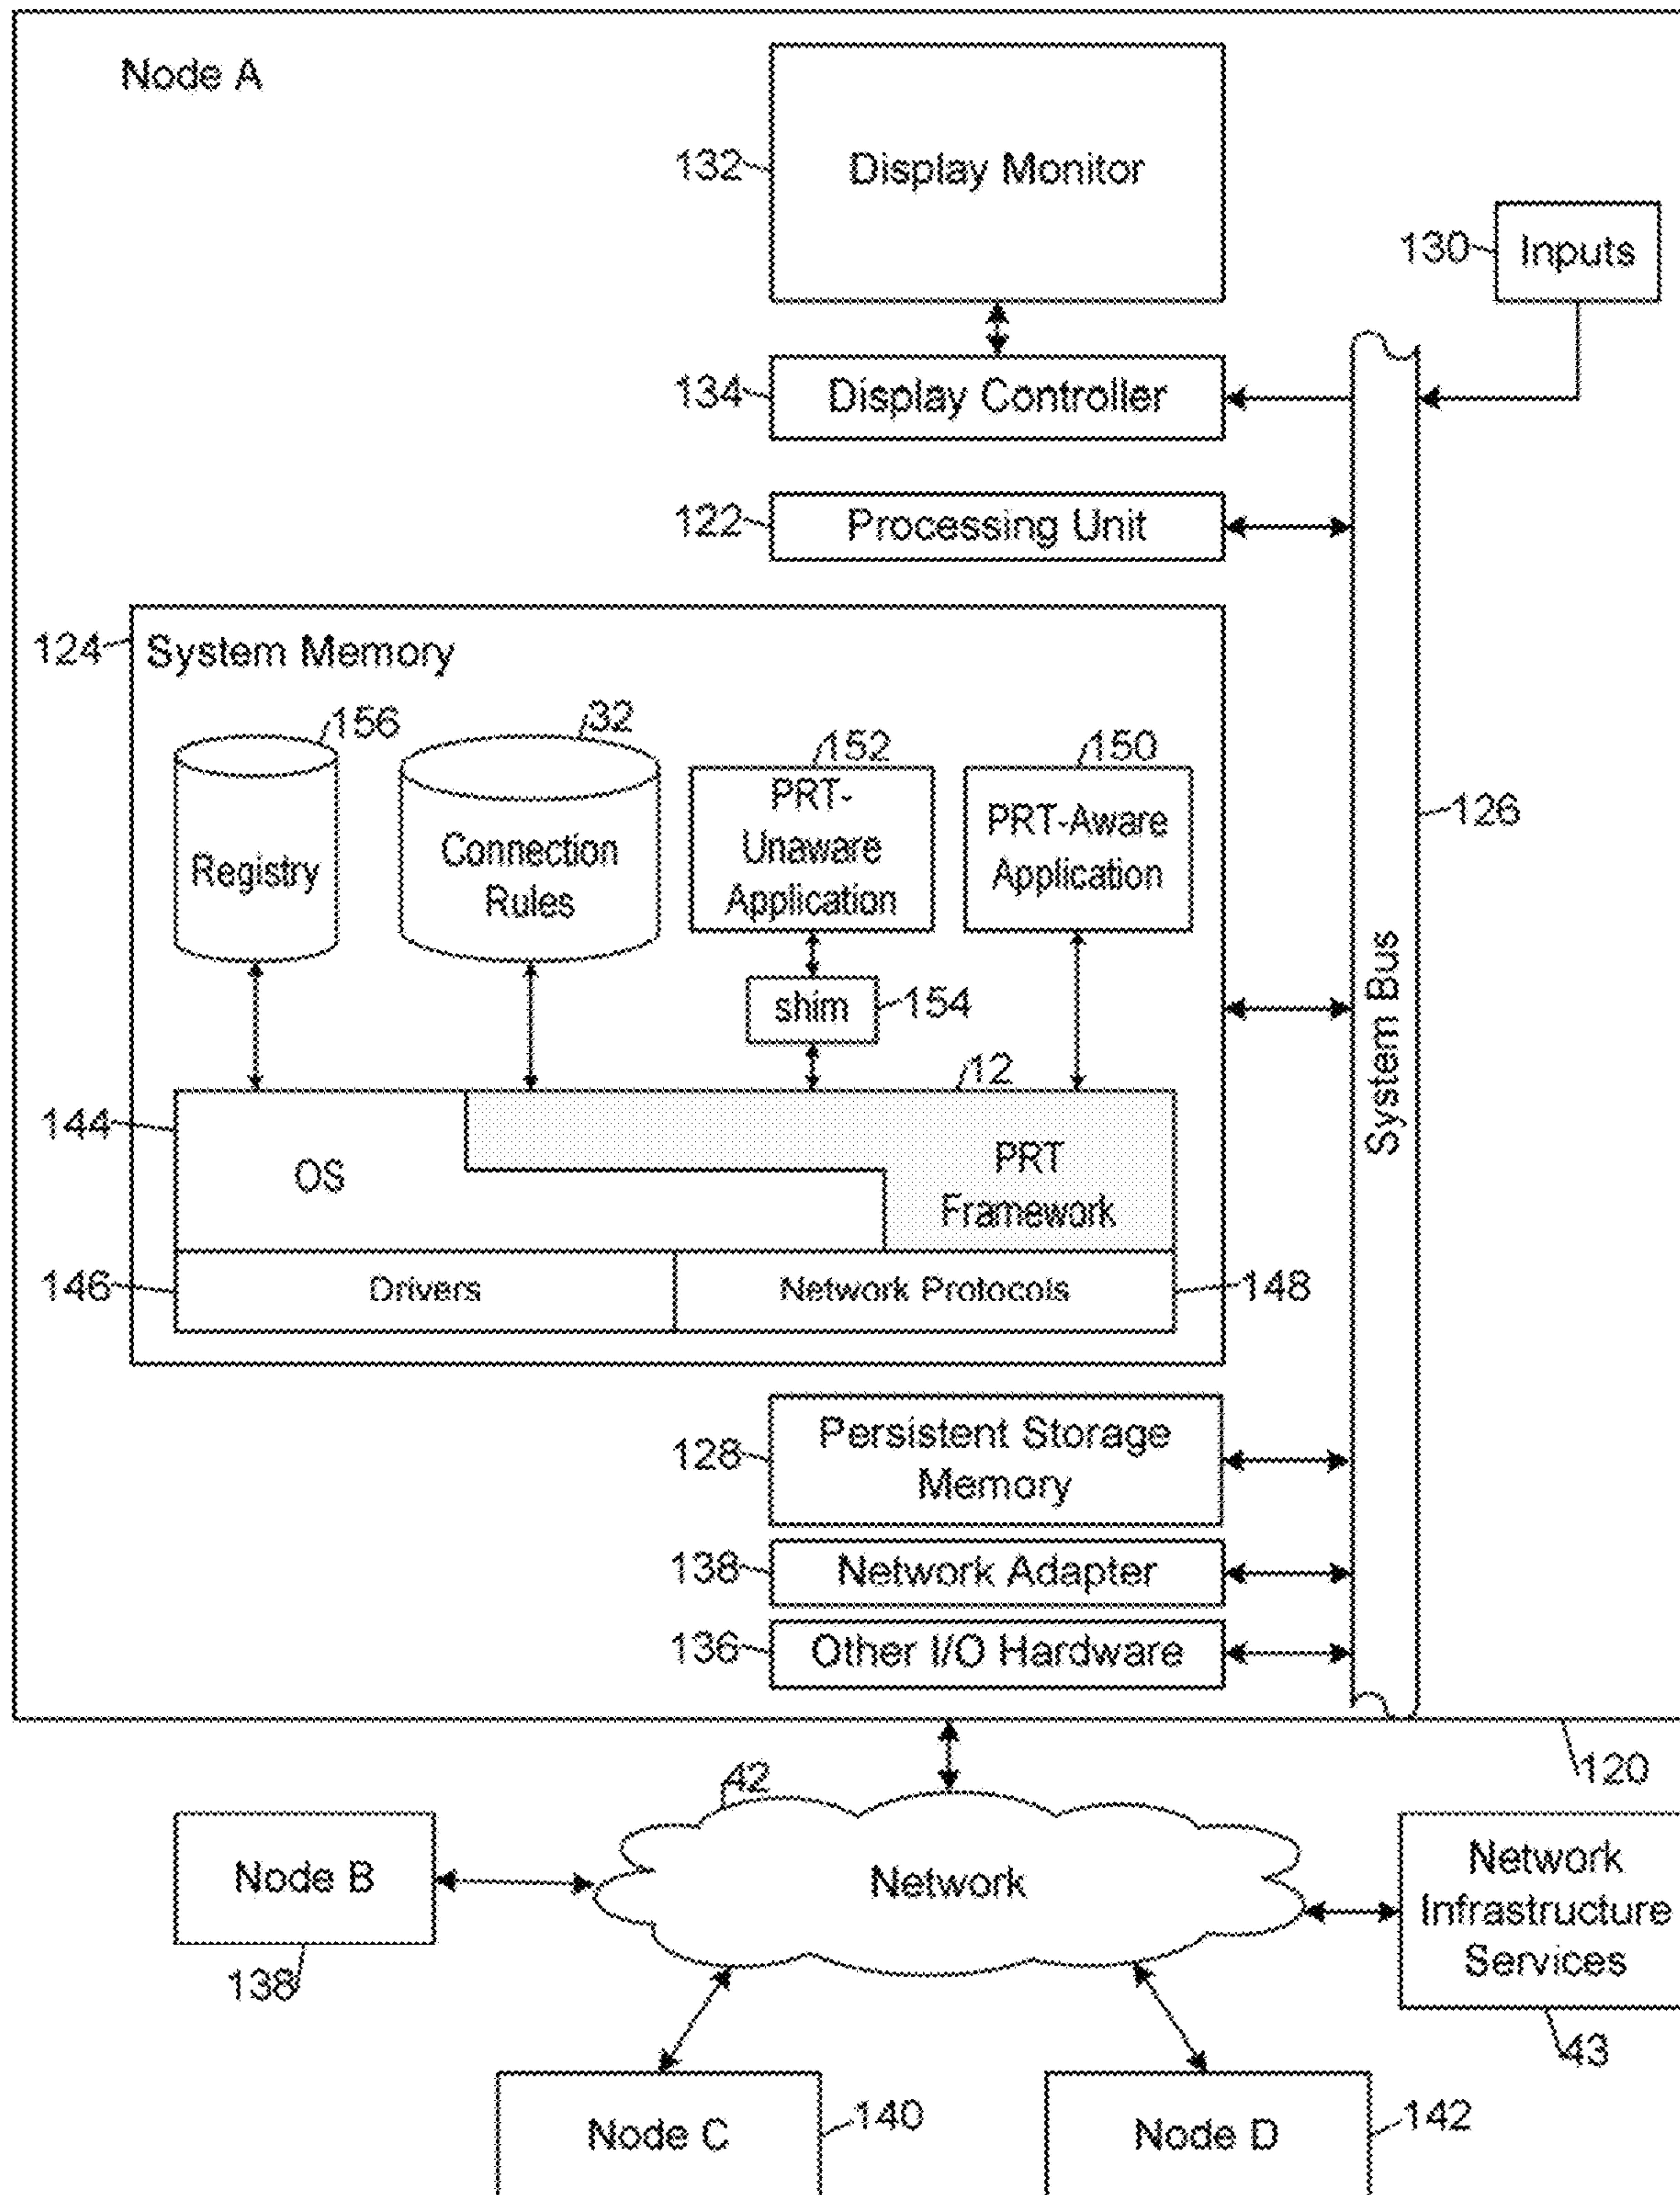 Node A
132
Display Monitor
130
Inputs
134
Display Controller
122
Processing Unit
124
System Memory
156
32
152
150
126
Registry
Connection
Rules
PRT-
Unaware
Application
PRT-Aware
Application
System Bus
shim
154
12
144
OS
PRT
Framework
146
Drivers
Network Protocols
148
128
Persistent Storage
Memory
138
Network Adapter
136
Other I/O Hardware
120
42
Node B
138
Network
Network
Infrastructure
Services
43
Node C
140
Node D
142